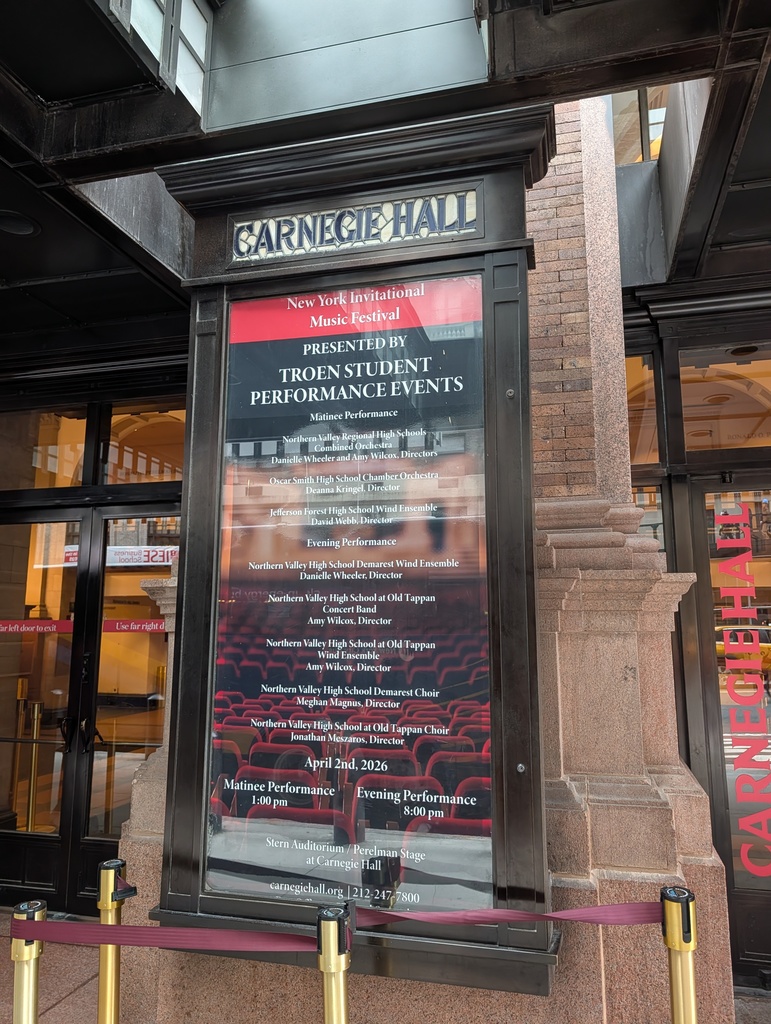 CARNEGIE HALL
New York Invitational
Music Festival
PRESENTED BY
TROEN STUDENT
PERFORMANCE EVENTS
Matinee Performance
Northern Valley Regional High Schools
Combined Orchestra
Danielle Wheeler and Amy Wilcox, Directors
Oscar Smith High School Chamber Orchestra
Deanna Kringel, Director
Jefferson Forest High School Wind Ensemble
David Webb, Director
Evening Performance
Northern Valley High School Demarest Wind Ensemble
Danielle Wheeler, Director
Northern Valley High School at Old Tappan
Concert Band
Amy Wilcox, Director
Northern Valley High School at Old Tappan
Wind Ensemble
Amy Wilcox, Director
Northern Valley High School Demarest Choir
Meghan Magnus, Director
Northern Valley High School at Old Tappan Choir
Jonathan Meszaros, Director
April 2nd, 2026
Matinee Performance
1:00 pm
Evening Performance
8:00 pm
Stern Auditorium / Perelman Stage
at Carnegie Hall
carnegiehall.org | 212-247-7800
far left door to exit
Use far right d
CARNEGIE HALL